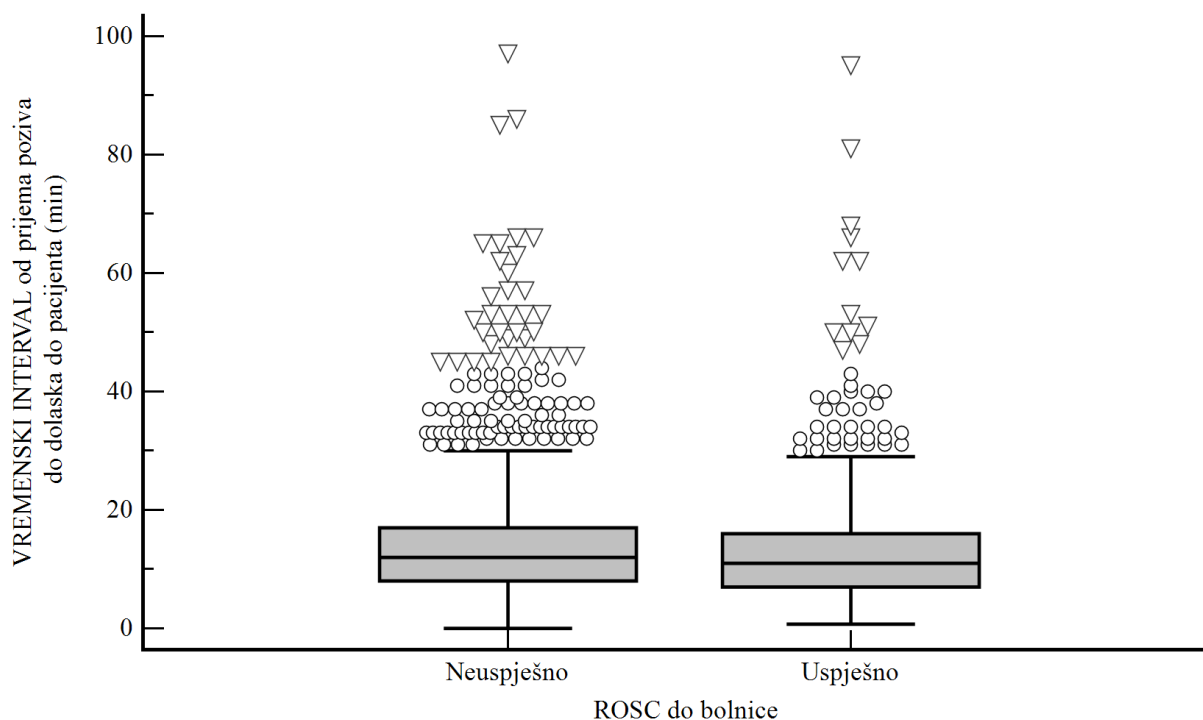 VREMENSKI INTERVAL od prijema poziva
do dolaska do pacijenta (min)
100
80
60
40
20
0
Neuspješno
Uspješno
ROSC do bolnice